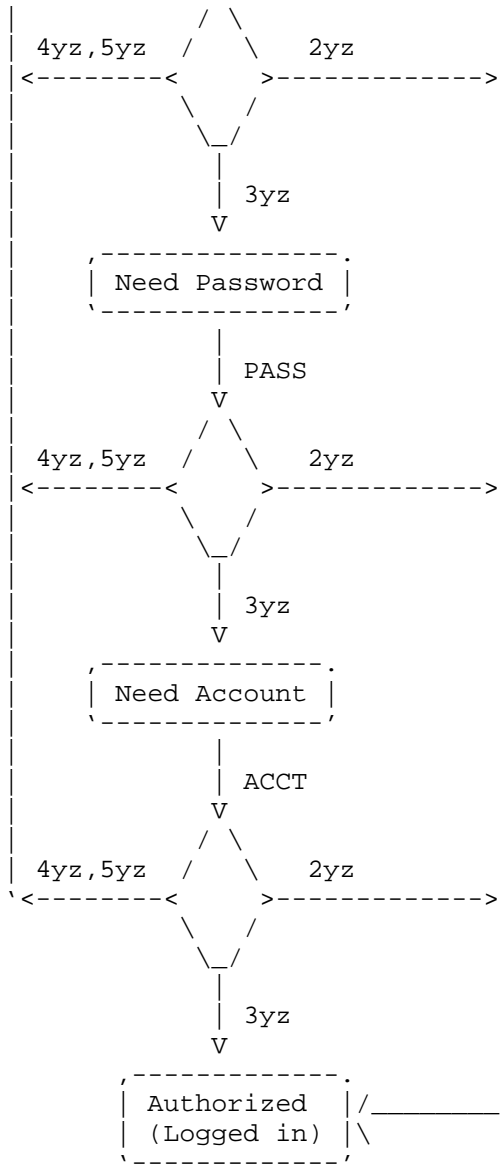 4yz,5yz 2yz
3yz
Need Password
PASS
4yz,5yz 2yz
3yz
Need Account
ACCT
4yz,5yz 2yz
3yz
Authorized
(Logged in)